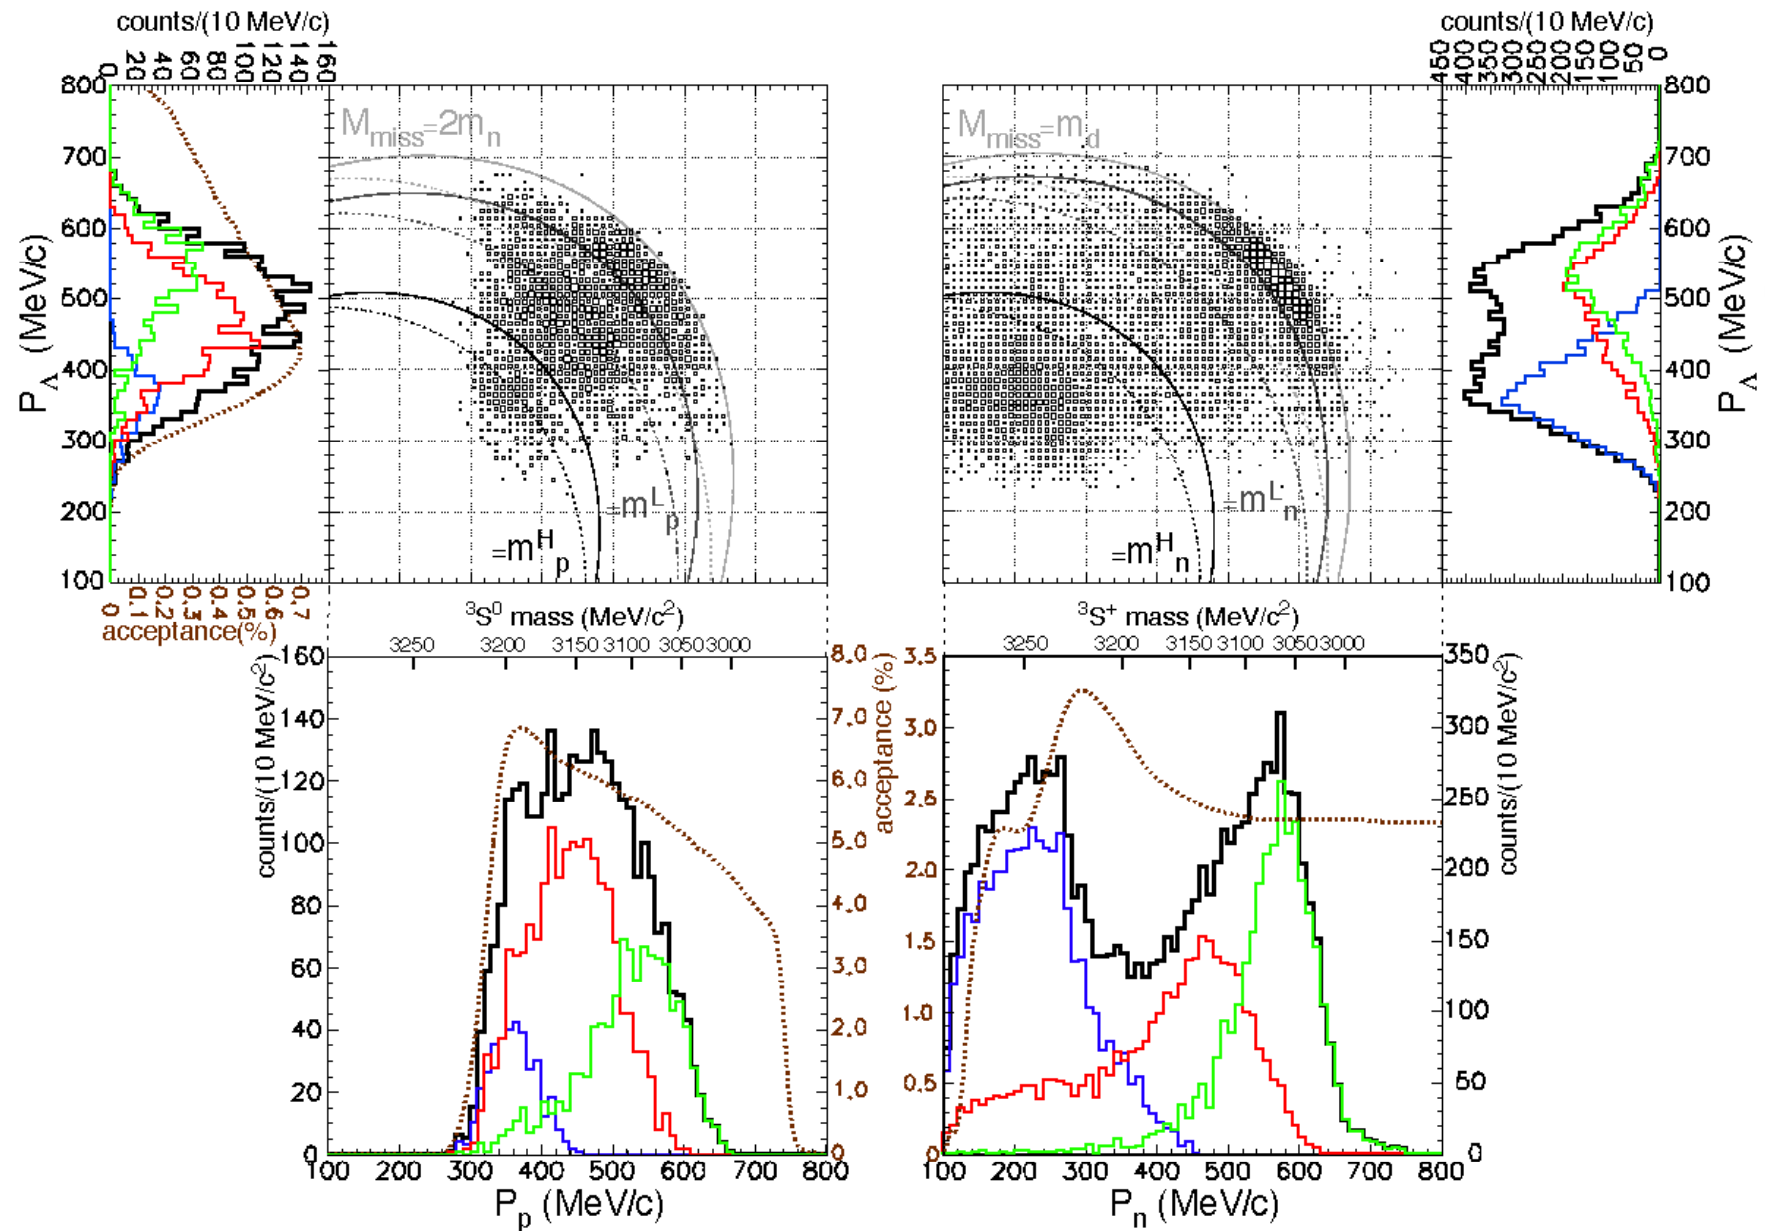 counts/(10 MeV/c)
0 20 40 60 80 100 120 140 160
800
700
600
500
400
300
200
100
P_Λ (MeV/c)
0 0.1 0.2 0.3 0.4 0.5 0.6 0.7
acceptance(%)
M_miss=2m_n
=m^L_p
=m^H_p
counts/(10 MeV/c)
450 400 350 300 250 200 150 100 50 0
M_miss=m_d
=m^L_n
=m^H_n
800
700
600
500
400
300
200
100
P_Λ (MeV/c)
³S⁰ mass (MeV/c²)
3250 3200 3150 3100 3050 3000
160
140
120
100
80
60
40
20
0
counts/(10 MeV/c²)
8.0
7.0
6.0
5.0
4.0
3.0
2.0
1.0
0
acceptance (%)
100 200 300 400 500 600 700 800
P_p (MeV/c)
³S⁺ mass (MeV/c²)
3250 3200 3150 3100 3050 3000
3.5
3.0
2.5
2.0
1.5
1.0
0.5
0
350
300
250
200
150
100
50
0
counts/(10 MeV/c²)
100 200 300 400 500 600 700 800
P_n (MeV/c)